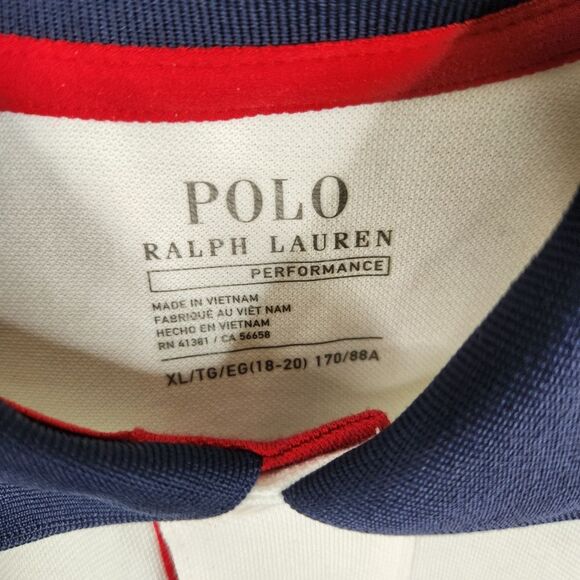 POLO
RALPH LAUREN
PERFORMANCE
MADE IN VIETNAM
FABRIQUÉ AU VIÊT NAM
HECHO EN VIETNAM
RN 41381 / CA 56658
XL/TG/EG(18-20) 170/88A